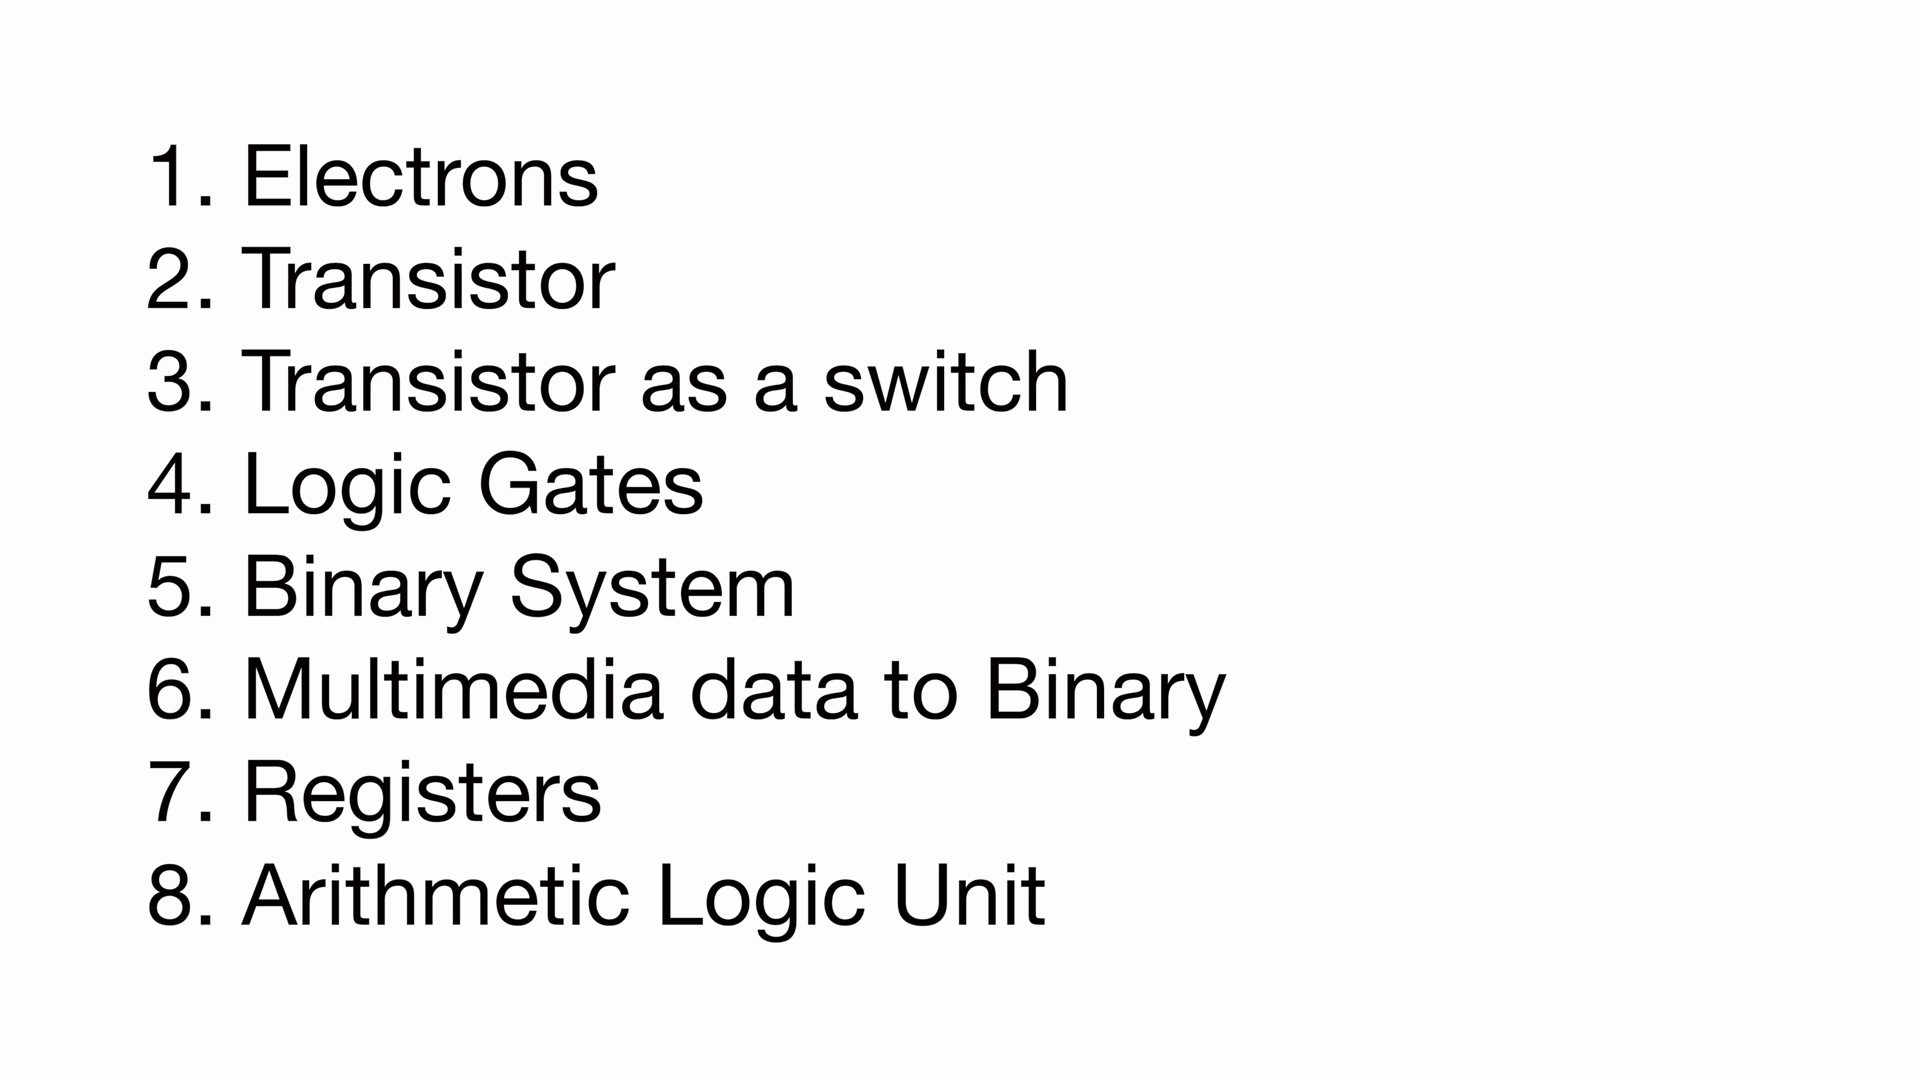 1. Electrons
2. Transistor
3. Transistor as a switch
4. Logic Gates
5. Binary System
6. Multimedia data to Binary
7. Registers
8. Arithmetic Logic Unit